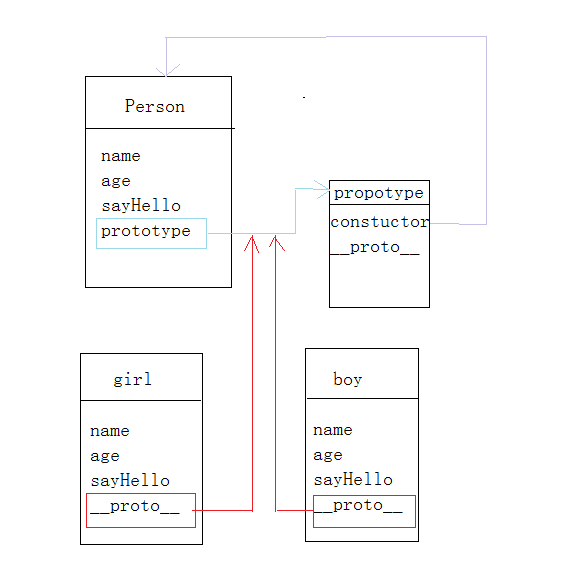 Person
name
age
sayHello
prototype
propotype
constuctor
__proto__
girl
name
age
sayHello
__proto__
boy
name
age
sayHello
__proto__